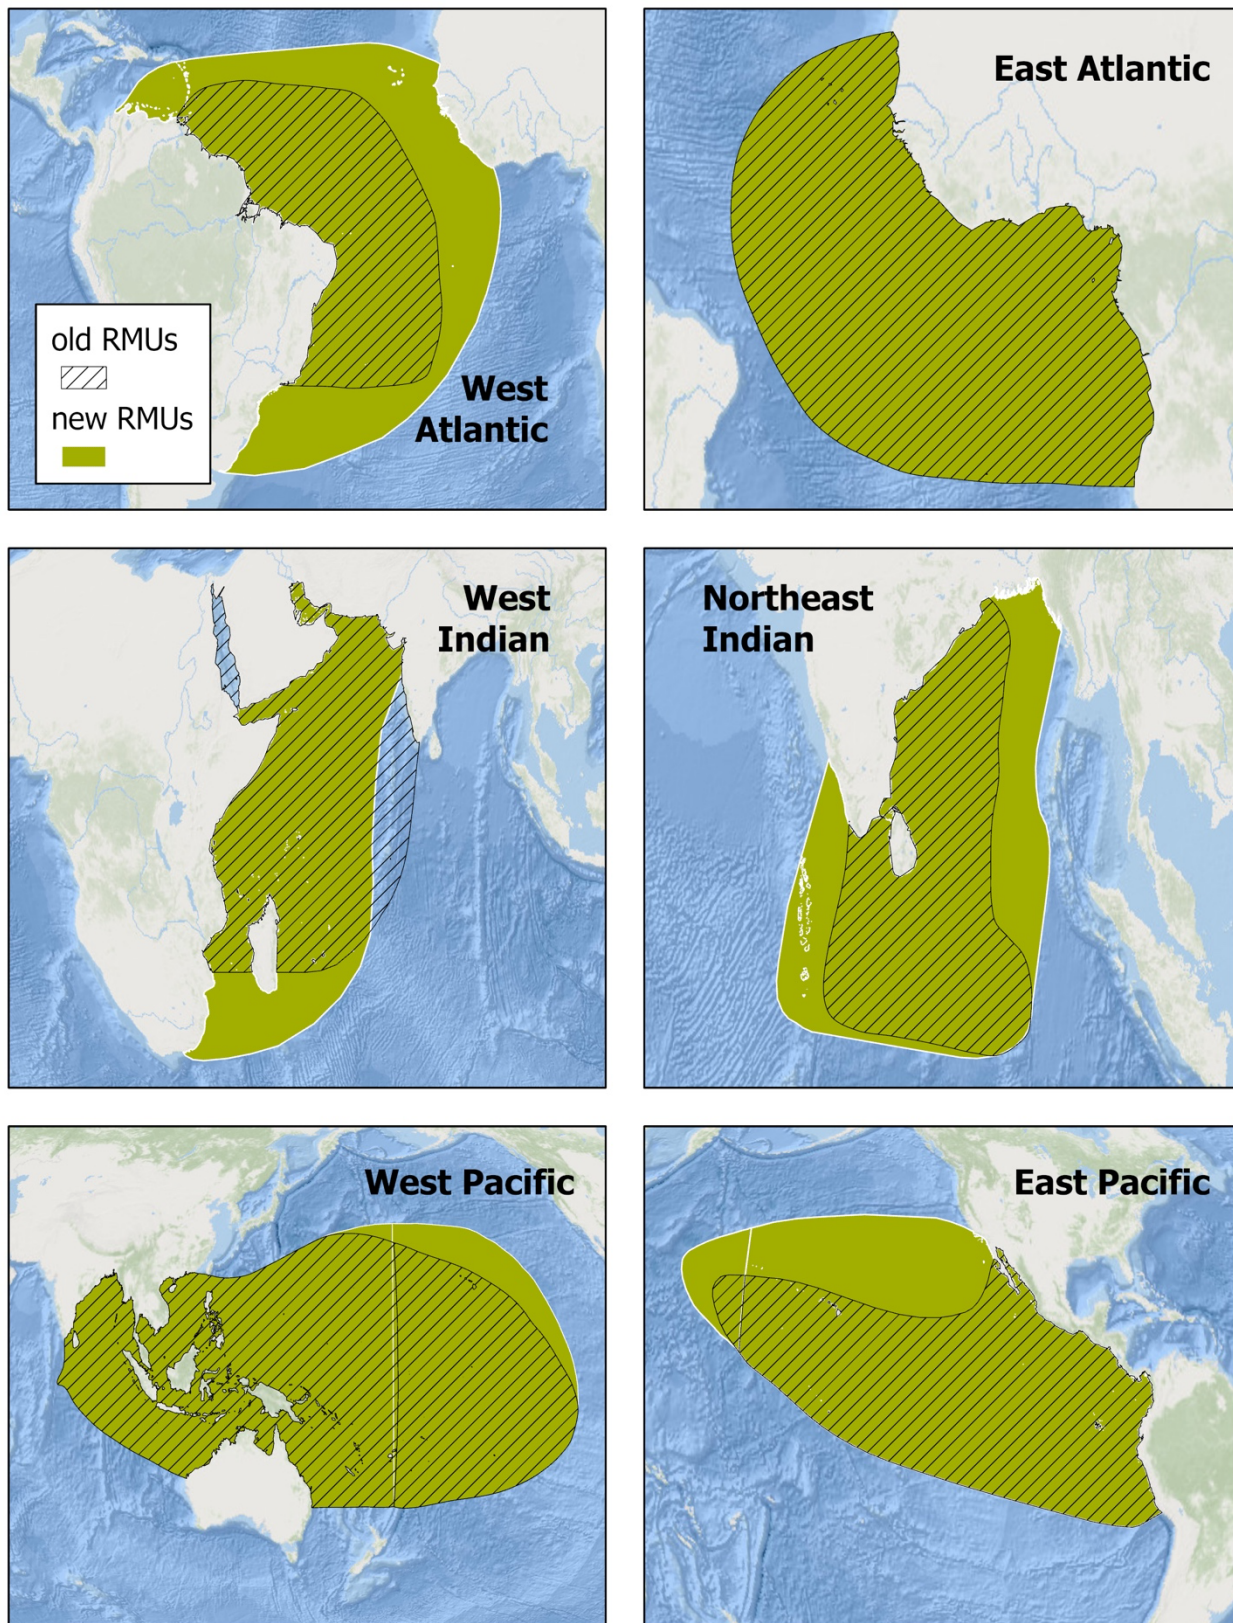 East Atlantic
old RMUs
new RMUs
West
Atlantic
West
Indian
Northeast
Indian
West Pacific
East Pacific